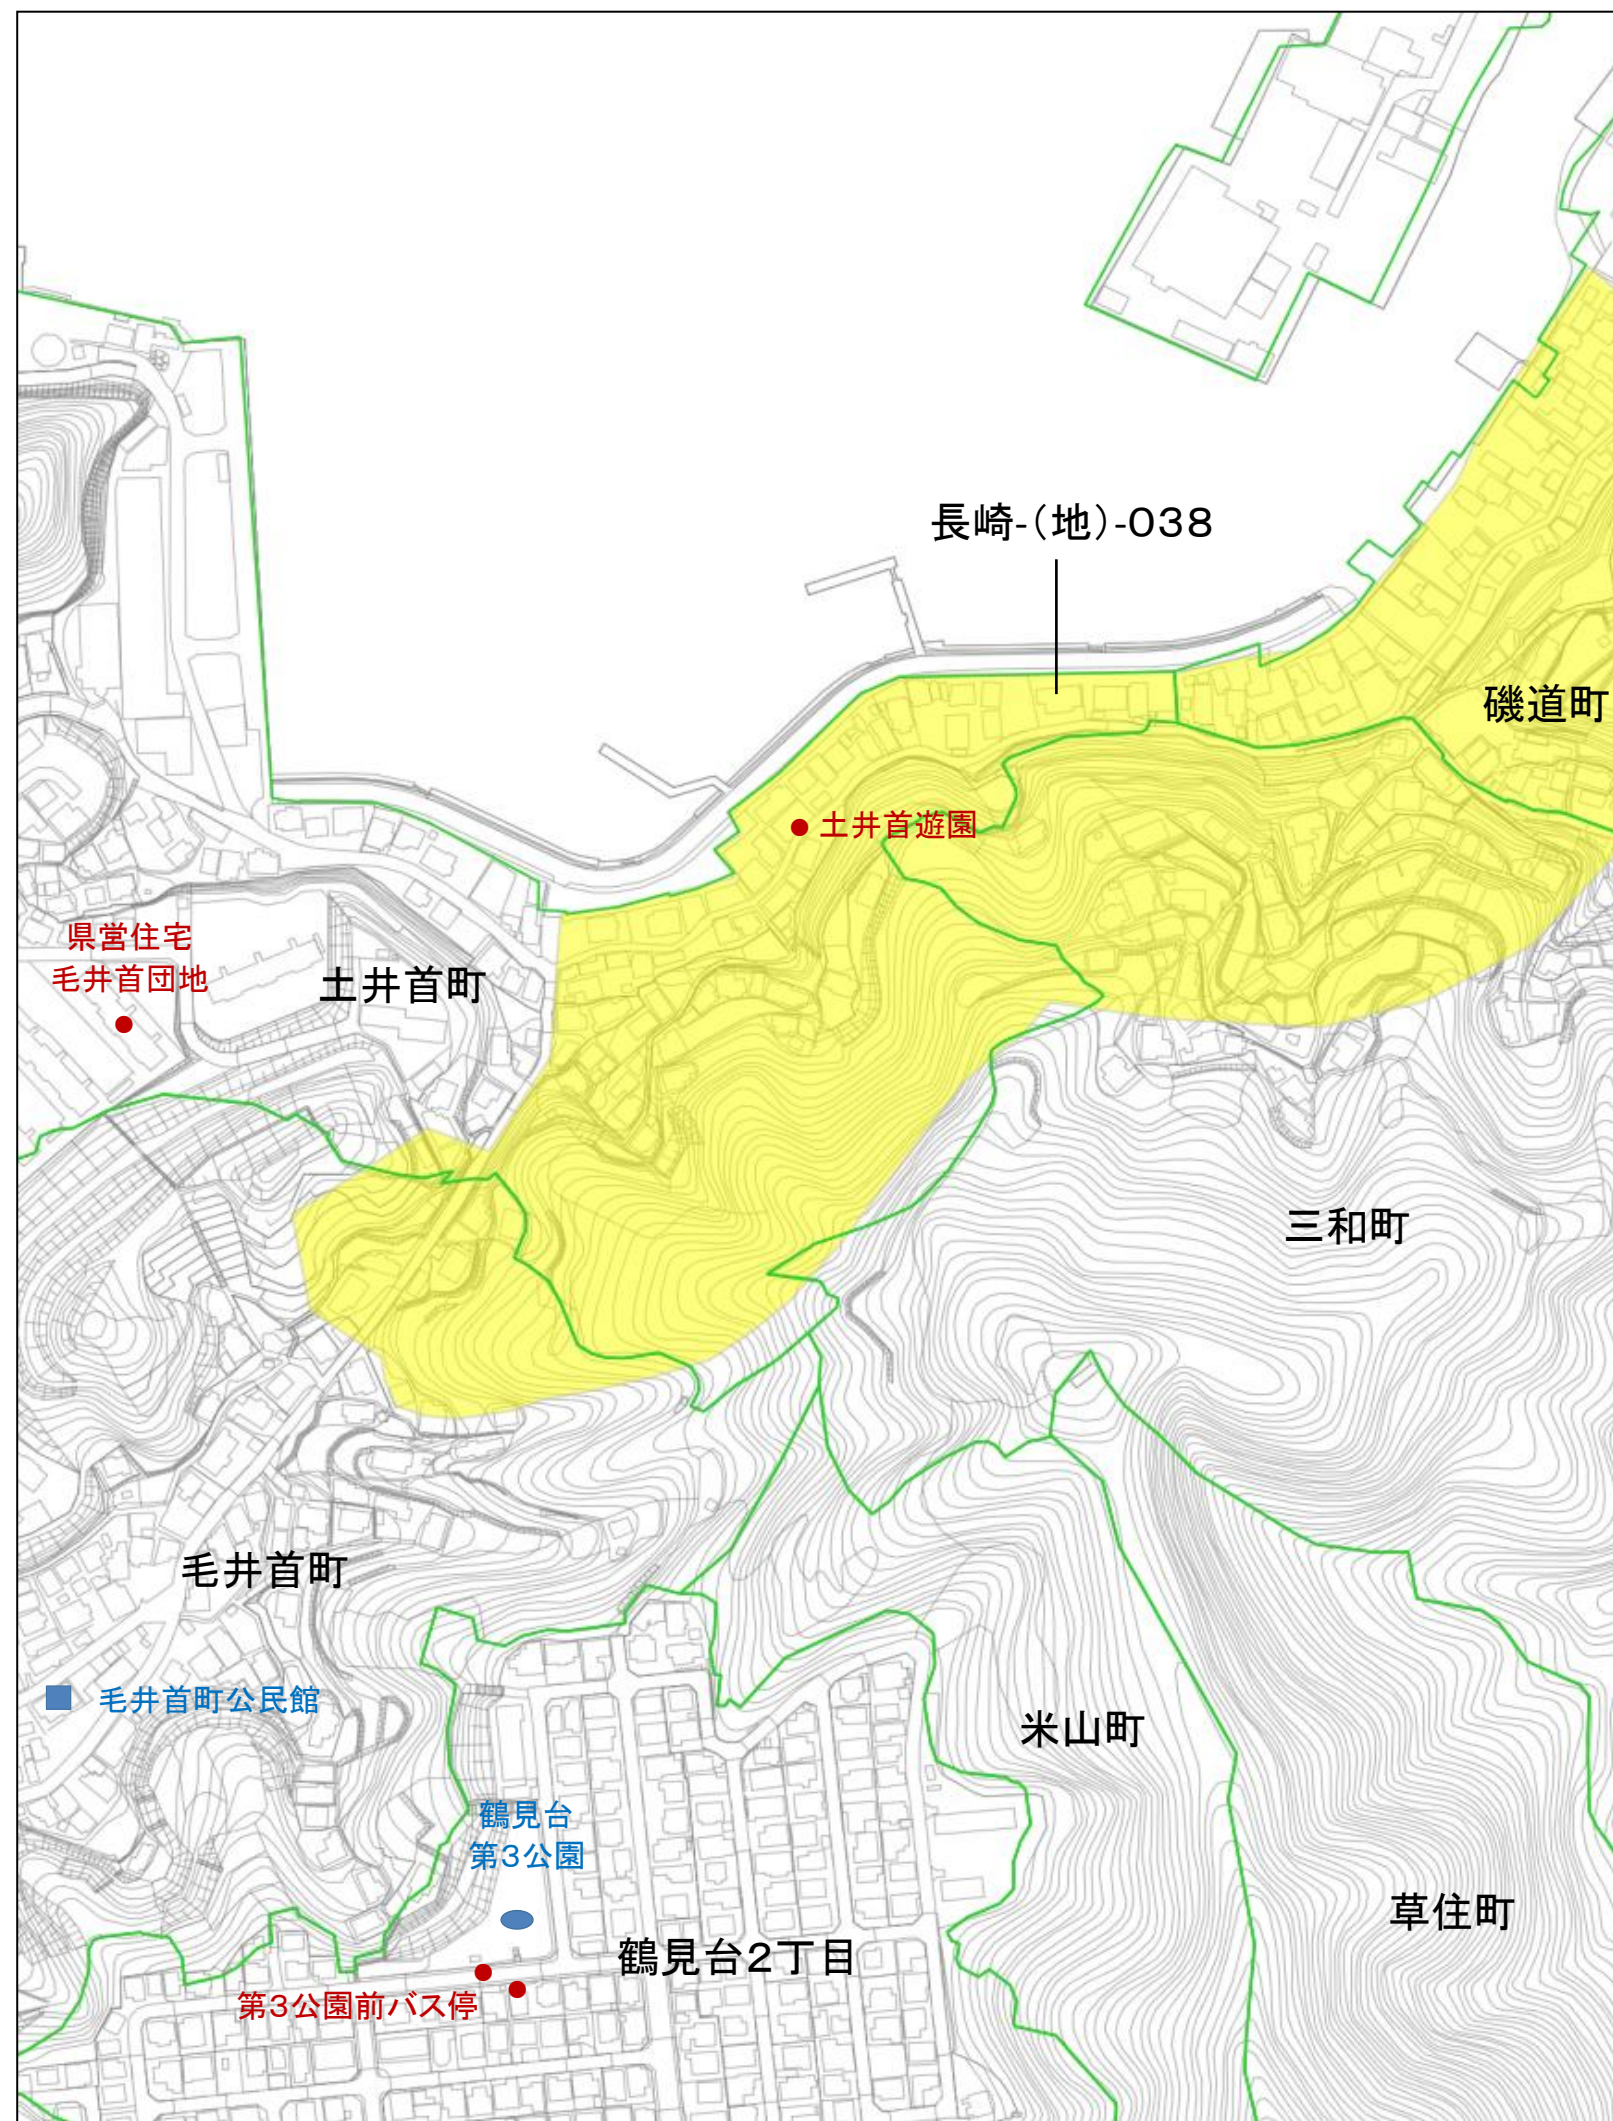 長崎-(地)-038
磯道町
土井首遊園
県営住宅
毛井首団地
土井首町
三和町
毛井首町
毛井首町公民館
米山町
鶴見台
第3公園
草住町
鶴見台2丁目
第3公園前バス停